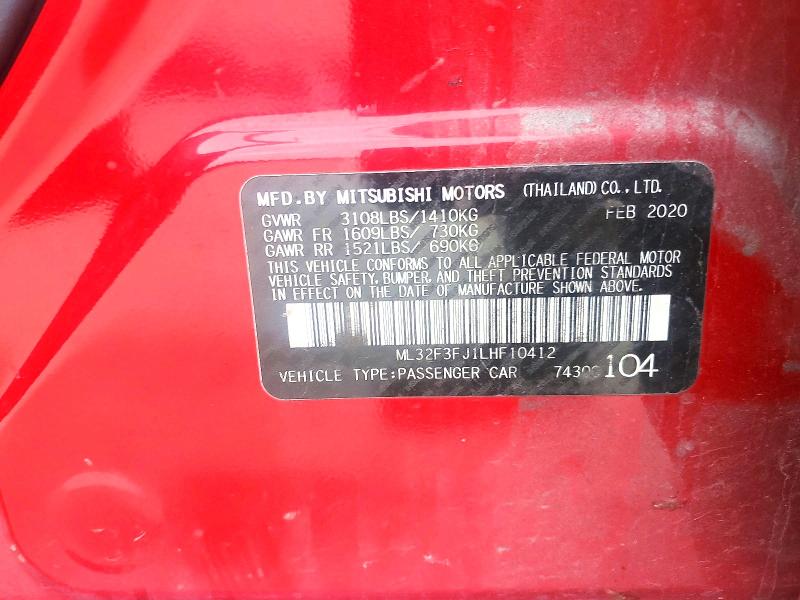 MFD.BY MITSUBISHI MOTORS (THAILAND)CO.,LTD.
GVWR 3108LBS/1410KG FEB 2020
GAWR FR 1609LBS/ 730KG
GAWR RR 1521LBS/ 690KG
THIS VEHICLE CONFORMS TO ALL APPLICABLE FEDERAL MOTOR
VEHICLE SAFETY, BUMPER, AND THEFT PREVENTION STANDARDS
IN EFFECT ON THE DATE OF MANUFACTURE SHOWN ABOVE.
ML32F3FJ1LHF10412
VEHICLE TYPE:PASSENGER CAR 104